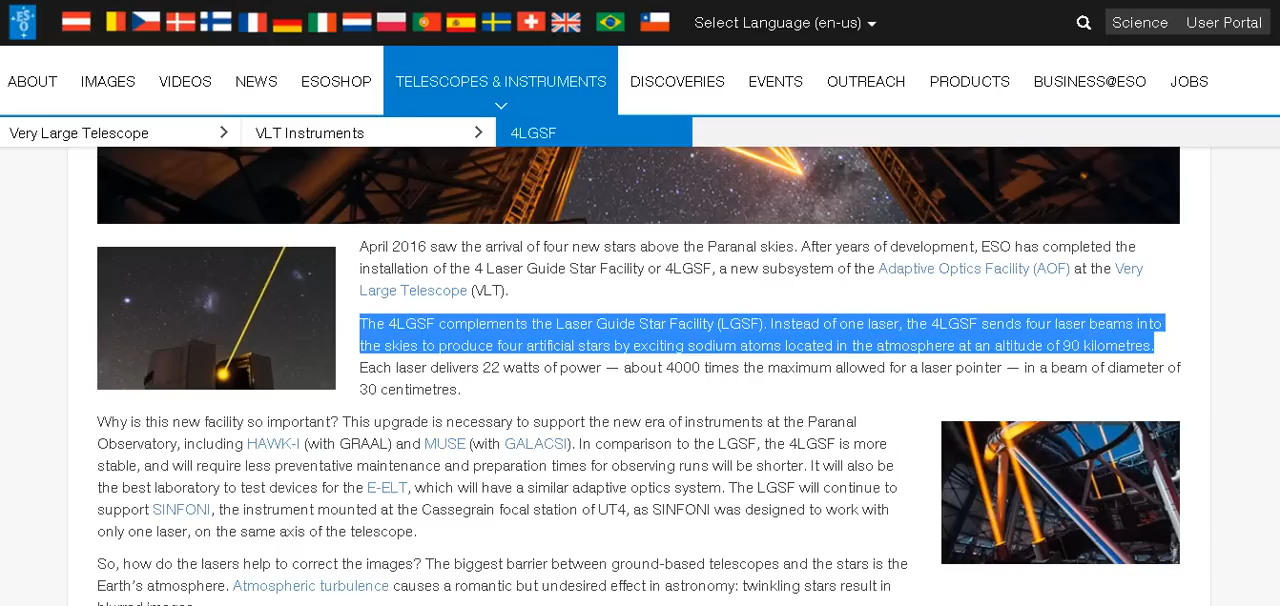 ES
O
Select Language (en-us)
Science User Portal
ABOUT IMAGES VIDEOS NEWS ESOSHOP TELESCOPES & INSTRUMENTS DISCOVERIES EVENTS OUTREACH PRODUCTS BUSINESS@ESO JOBS
Very Large Telescope VLT Instruments 4LGSF
April 2016 saw the arrival of four new stars above the Paranal skies. After years of development, ESO has completed the
installation of the 4 Laser Guide Star Facility or 4LGSF, a new subsystem of the Adaptive Optics Facility (AOF) at the Very
Large Telescope (VLT).
The 4LGSF complements the Laser Guide Star Facility (LGSF). Instead of one laser, the 4LGSF sends four laser beams into
the skies to produce four artificial stars by exciting sodium atoms located in the atmosphere at an altitude of 90 kilometres.
Each laser delivers 22 watts of power — about 4000 times the maximum allowed for a laser pointer — in a beam of diameter of
30 centimetres.
Why is this new facility so important? This upgrade is necessary to support the new era of instruments at the Paranal
Observatory, including HAWK-I (with GRAAL) and MUSE (with GALACSI). In comparison to the LGSF, the 4LGSF is more
stable, and will require less preventative maintenance and preparation times for observing runs will be shorter. It will also be
the best laboratory to test devices for the E-ELT, which will have a similar adaptive optics system. The LGSF will continue to
support SINFONI, the instrument mounted at the Cassegrain focal station of UT4, as SINFONI was designed to work with
only one laser, on the same axis of the telescope.
So, how do the lasers help to correct the images? The biggest barrier between ground-based telescopes and the stars is the
Earth's atmosphere. Atmospheric turbulence causes a romantic but undesired effect in astronomy: twinkling stars result in
blurred images.